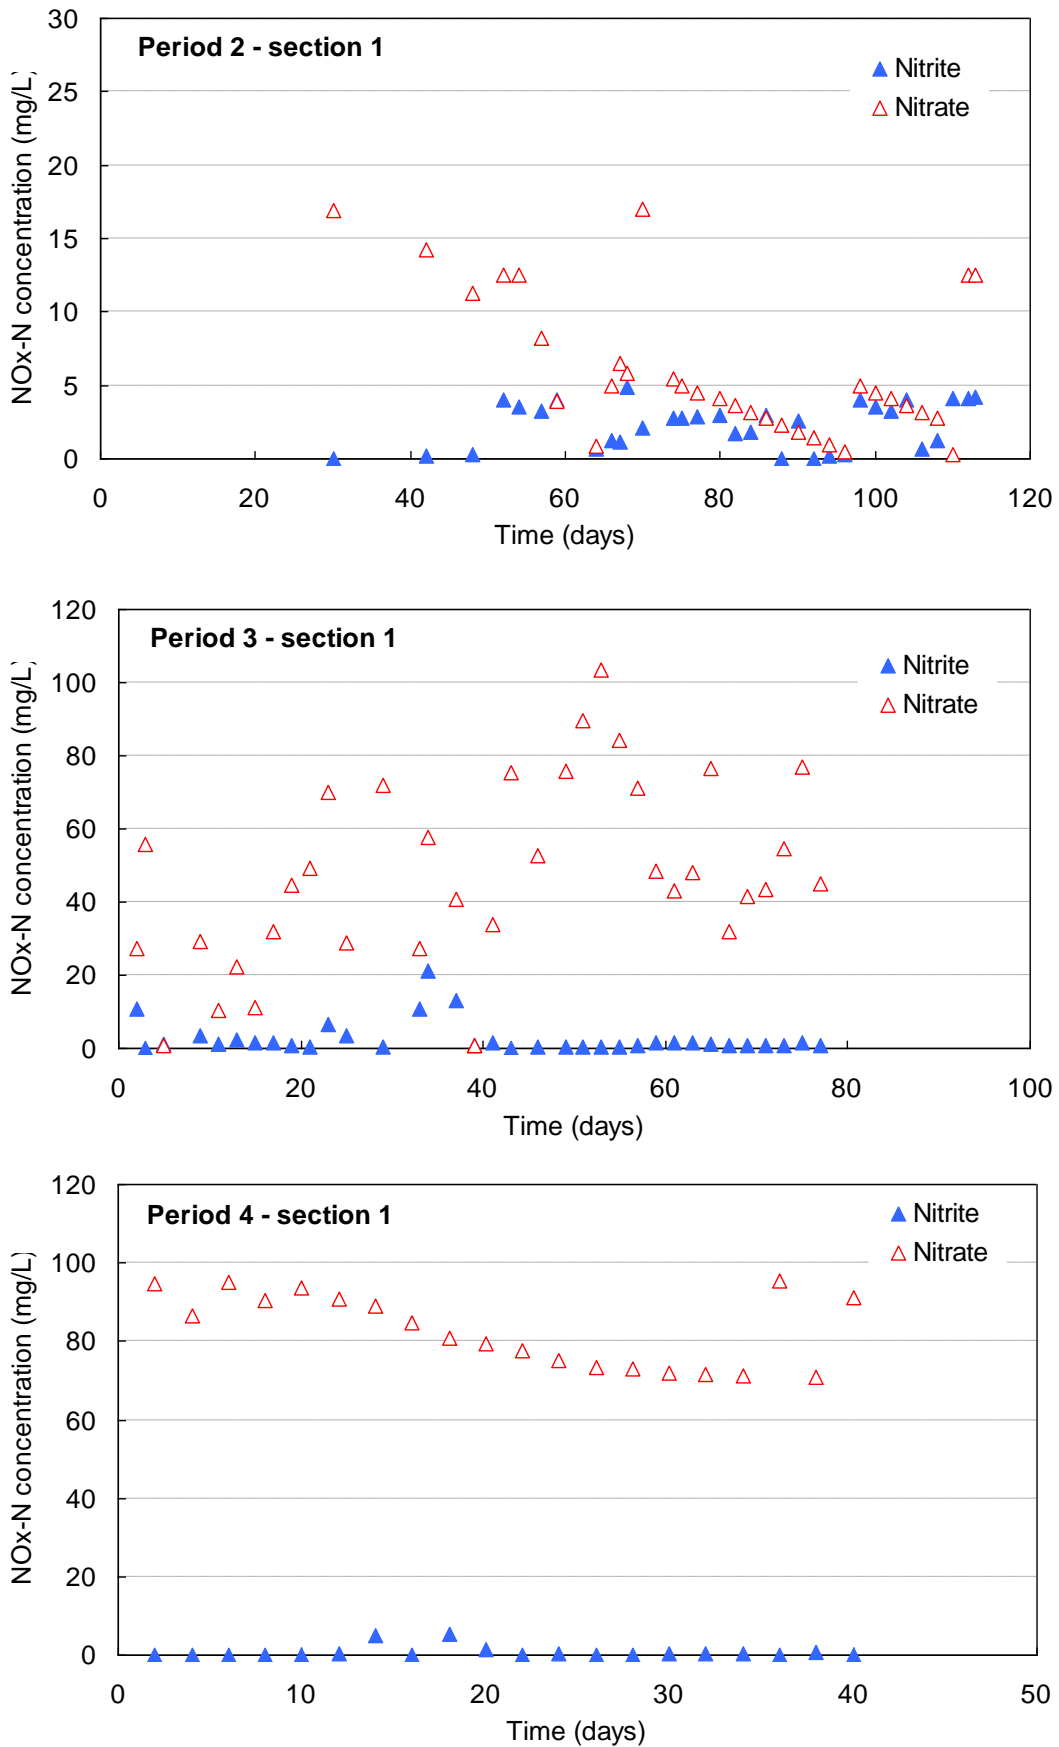 Period 2 - section 1
Nitrite
Nitrate
NOx-N concentration (mg/L)
30
25
20
15
10
5
0
0 20 40 60 80 100 120
Time (days)
Period 3 - section 1
Nitrite
Nitrate
NOx-N concentration (mg/L)
120
100
80
60
40
20
0
0 20 40 60 80 100
Time (days)
Period 4 - section 1
Nitrite
Nitrate
NOx-N concentration (mg/L)
120
100
80
60
40
20
0
0 10 20 30 40 50
Time (days)